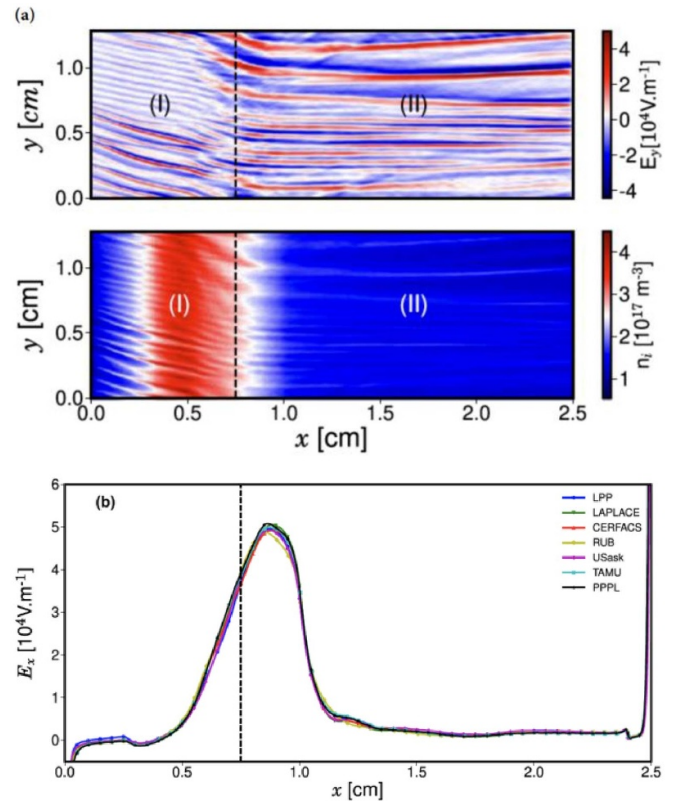 (a)
1.0
0.5
0.0
y [cm]
(I)
(II)
4
2
0
-2
-4
E_y[10⁴V.m⁻¹]
1.0
0.5
0.0
y [cm]
(I)
(II)
4
3
2
1
n_i [10¹⁷ m⁻³]
0.0 0.5 1.0 1.5 2.0 2.5
x [cm]
(b)
6
5
4
3
2
1
0
E_x [10⁴V.m⁻¹]
LPP
LAPLACE
CERFACS
RUB
USask
TAMU
PPPL
0.0 0.5 1.0 1.5 2.0 2.5
x [cm]